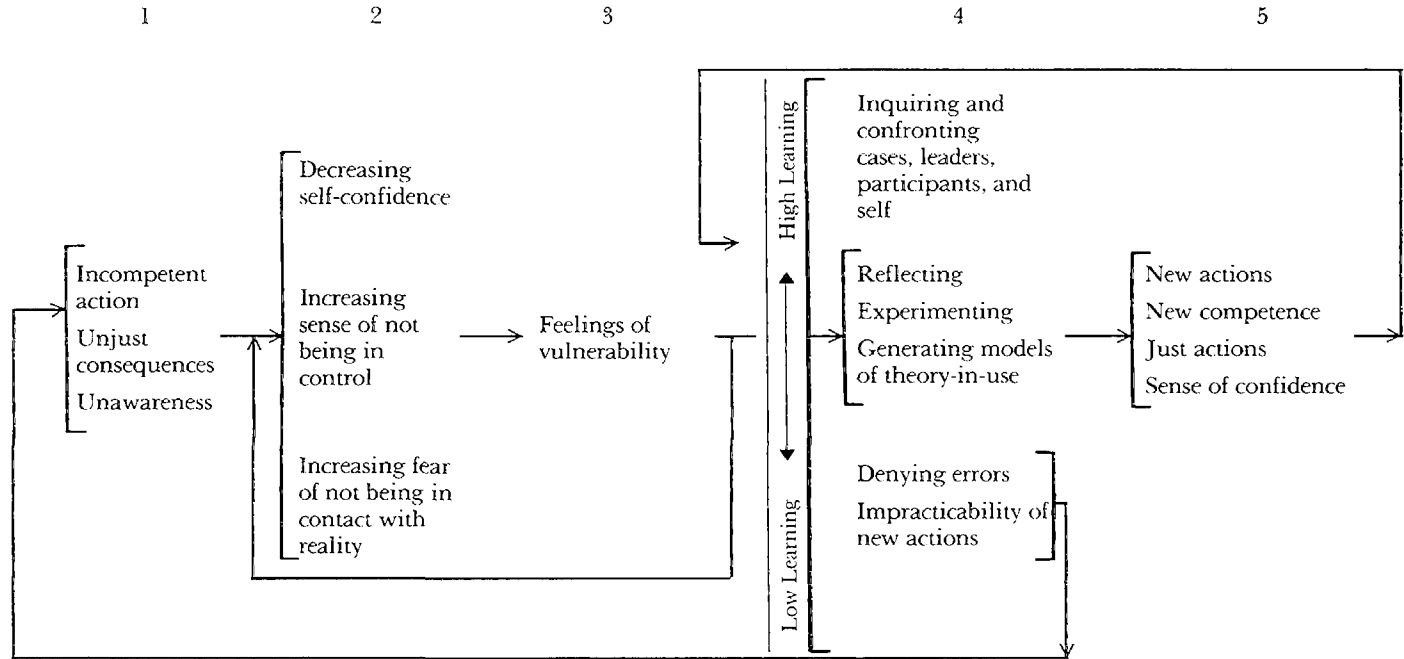 1
2
3
4
5
Incompetent
action
Unjust
consequences
Unawareness
Decreasing
self-confidence
Increasing
sense of not
being in
control
Increasing fear
of not being in
contact with
reality
Feelings of
vulnerability
High Learning
Low Learning
Inquiring and
confronting
cases, leaders,
participants, and
self
Reflecting
Experimenting
Generating models
of theory-in-use
Denying errors
Impracticability of
new actions
New actions
New competence
Just actions
Sense of confidence